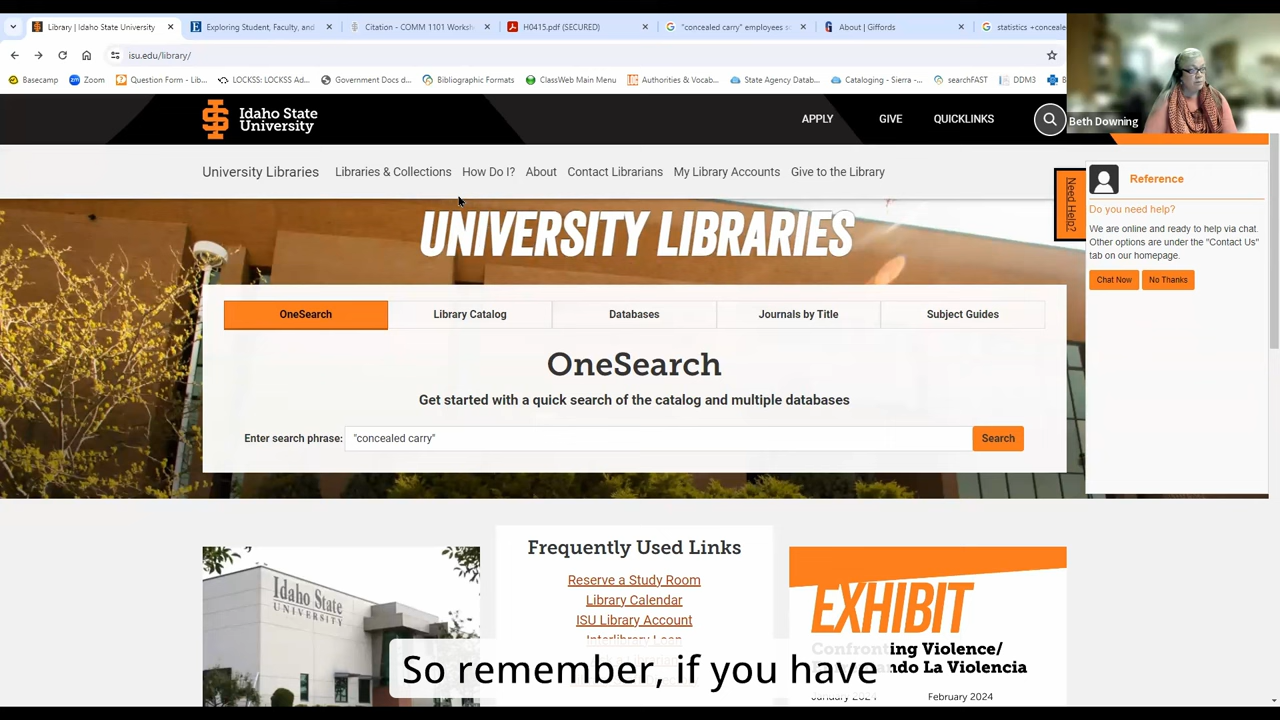 Library | Idaho State University
Exploring Student, Faculty, and
Citation - COMM 1101 Worksh
H0415.pdf (SECURED)
"concealed carry" employees a
About | Giffords
statistics +conceale
isu.edu/library/
Basecamp
Zoom
Question Form - Lib...
LOCKSS: LOCKSS Ad...
Government Docs d...
Bibliographic Formats
ClassWeb Main Menu
Authorities & Vocab...
State Agency Datab...
Cataloging - Sierra -...
searchFAST
DDM3
Idaho State
University
APPLY
GIVE
QUICKLINKS
Beth Downing
University Libraries
Libraries & Collections
How Do I?
About
Contact Librarians
My Library Accounts
Give to the Library
Need Help?
Reference
Do you need help?
We are online and ready to help via chat.
Other options are under the "Contact Us"
tab on our homepage.
Chat Now
No Thanks
UNIVERSITY LIBRARIES
OneSearch
Library Catalog
Databases
Journals by Title
Subject Guides
OneSearch
Get started with a quick search of the catalog and multiple databases
Enter search phrase:
"concealed carry"
Search
Idaho State
UNIVERSITY
Frequently Used Links
Reserve a Study Room
Library Calendar
ISU Library Account
Interlibrary Loan
EXHIBIT
Confronting Violence/
ando La Violencia
February 2024
So remember, if you have